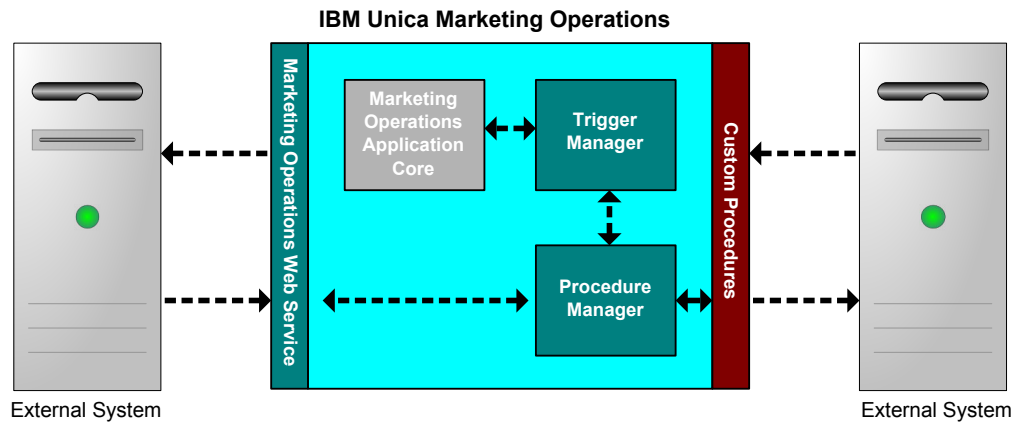 IBM Unica Marketing Operations
Marketing Operations Web Service
Marketing
Operations
Application
Core
Trigger
Manager
Procedure
Manager
Custom Procedures
External System
External System